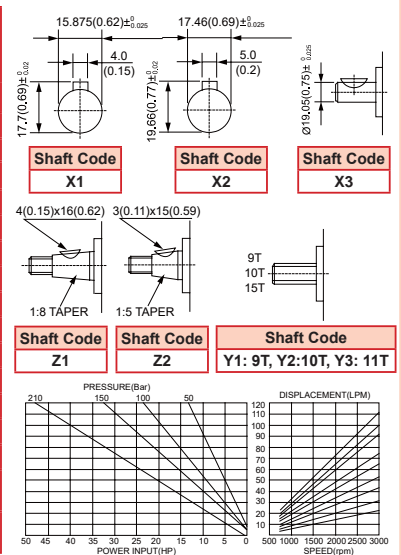 15.875(0.62)±0/0.025
17.46(0.69)±0/0.025
4.0
(0.15)
5.0
(0.2)
17.7(0.69)±0/0.02
19.66(0.77)±0/0.02
Ø19.05(0.75)±0/0.025
Shaft Code
X1
Shaft Code
X2
Shaft Code
X3
4(0.15)x16(0.62)
3(0.11)x15(0.59)
1:8 TAPER
1:5 TAPER
9T
10T
15T
Shaft Code
Z1
Shaft Code
Z2
Shaft Code
Y1: 9T, Y2:10T, Y3: 11T
PRESSURE(Bar)
210 150 100 50
50 45 40 35 30 25 20 15 10 5 0
POWER INPUT(HP)
DISPLACEMENT(LPM)
120
110
100
90
80
70
60
50
40
30
20
10
500 1000 1500 2000 2500 3000
SPEED(rpm)